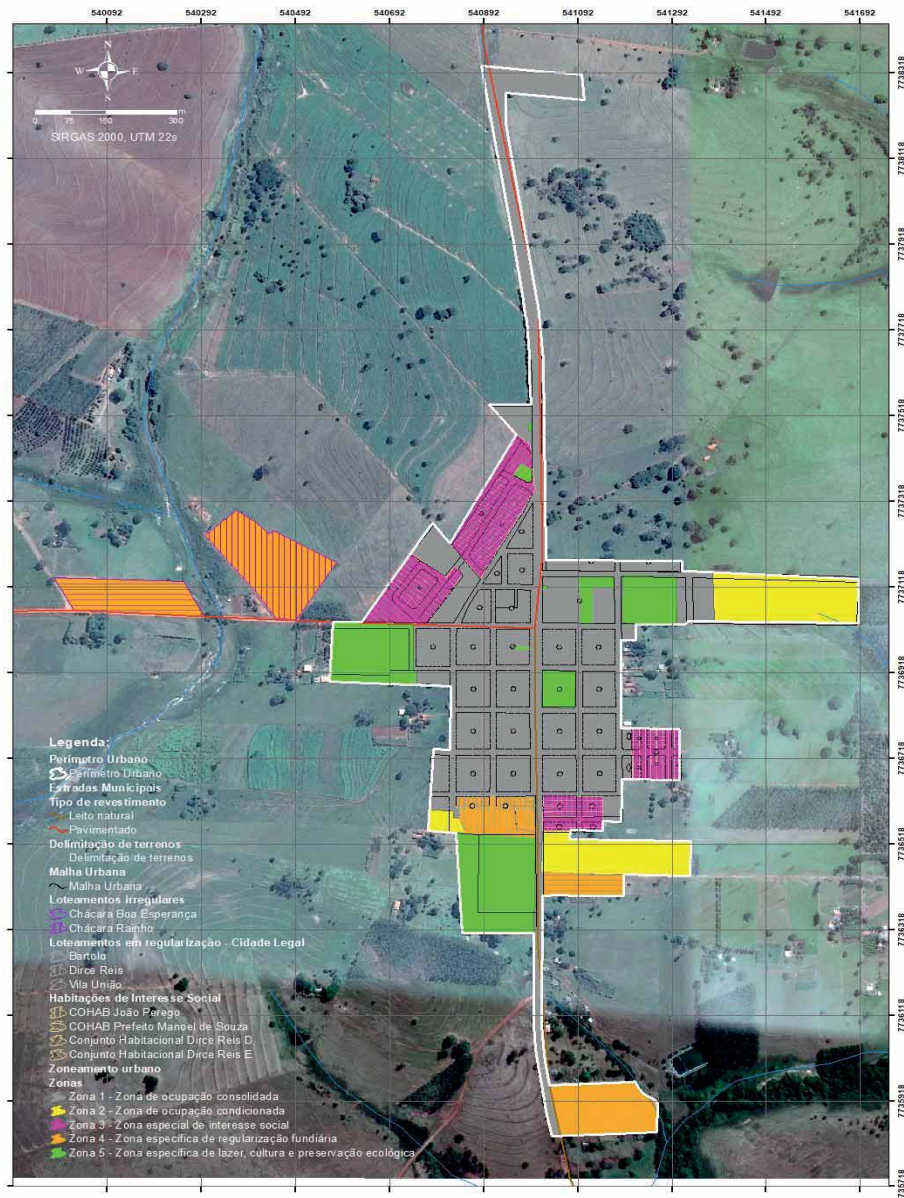 540092 540292 540492 540692 540892 541092 541292 541492 541692
N
W E
S
0 75 150 300
m
SIRGAS 2000, UTM 22s
7738318
7738118
7737918
7737718
7737518
7737318
7737118
7736918
7736718
7736518
7736318
7736118
7735918
7735718
Legenda:
Perímetro Urbano
Perímetro Urbano
Estradas Municipais
Tipo de revestimento
Leito natural
Pavimentado
Delimitação de terrenos
Delimitação de terrenos
Malha Urbana
Malha Urbana
Loteamentos irregulares
Chácara Boa Esperança
Chácara Rainho
Loteamentos em regularização - Cidade Legal
Bartolo
Dirce Reis
Vila União
Habitações de Interesse Social
COHAB João Perego
COHAB Prefeito Manoel de Souza
Conjunto Habitacional Dirce Reis D
Conjunto Habitacional Dirce Reis E
Zoneamento urbano
Zonas
Zona 1 - Zona de ocupação consolidada
Zona 2 - Zona de ocupação condicionada
Zona 3 - Zona especial de interesse social
Zona 4 - Zona específica de regularização fundiária
Zona 5 - Zona específica de lazer, cultura e preservação ecológica